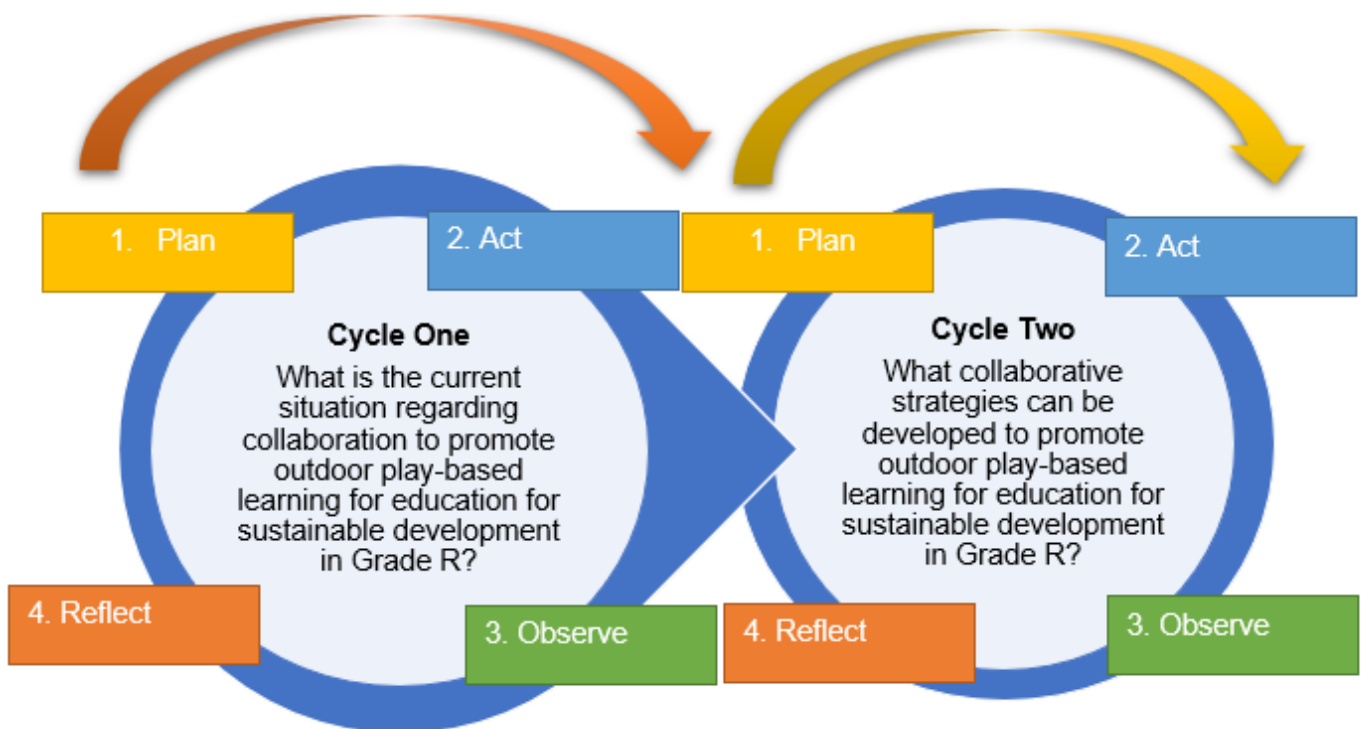 1. Plan
2. Act
Cycle One
What is the current
situation regarding
collaboration to promote
outdoor play-based
learning for education for
sustainable development
in Grade R?
4. Reflect
3. Observe
1. Plan
2. Act
Cycle Two
What collaborative
strategies can be
developed to promote
outdoor play-based
learning for education for
sustainable development
in Grade R?
4. Reflect
3. Observe